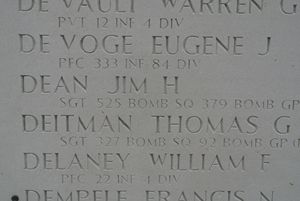 DE VAULT WARREN G
PVT 12 INF 4 DIV
DE VOGE EUGENE J
PFC 333 INF 84 DIV
DEAN JIM H
SGT 525 BOMB SQ 379 BOMB GP
DEITMAN THOMAS G
SGT 327 BOMB SQ 92 BOMB GP
DELANEY WILLIAM F
PFC 22 INF 4 DIV
DEMPELE FRANCIS N